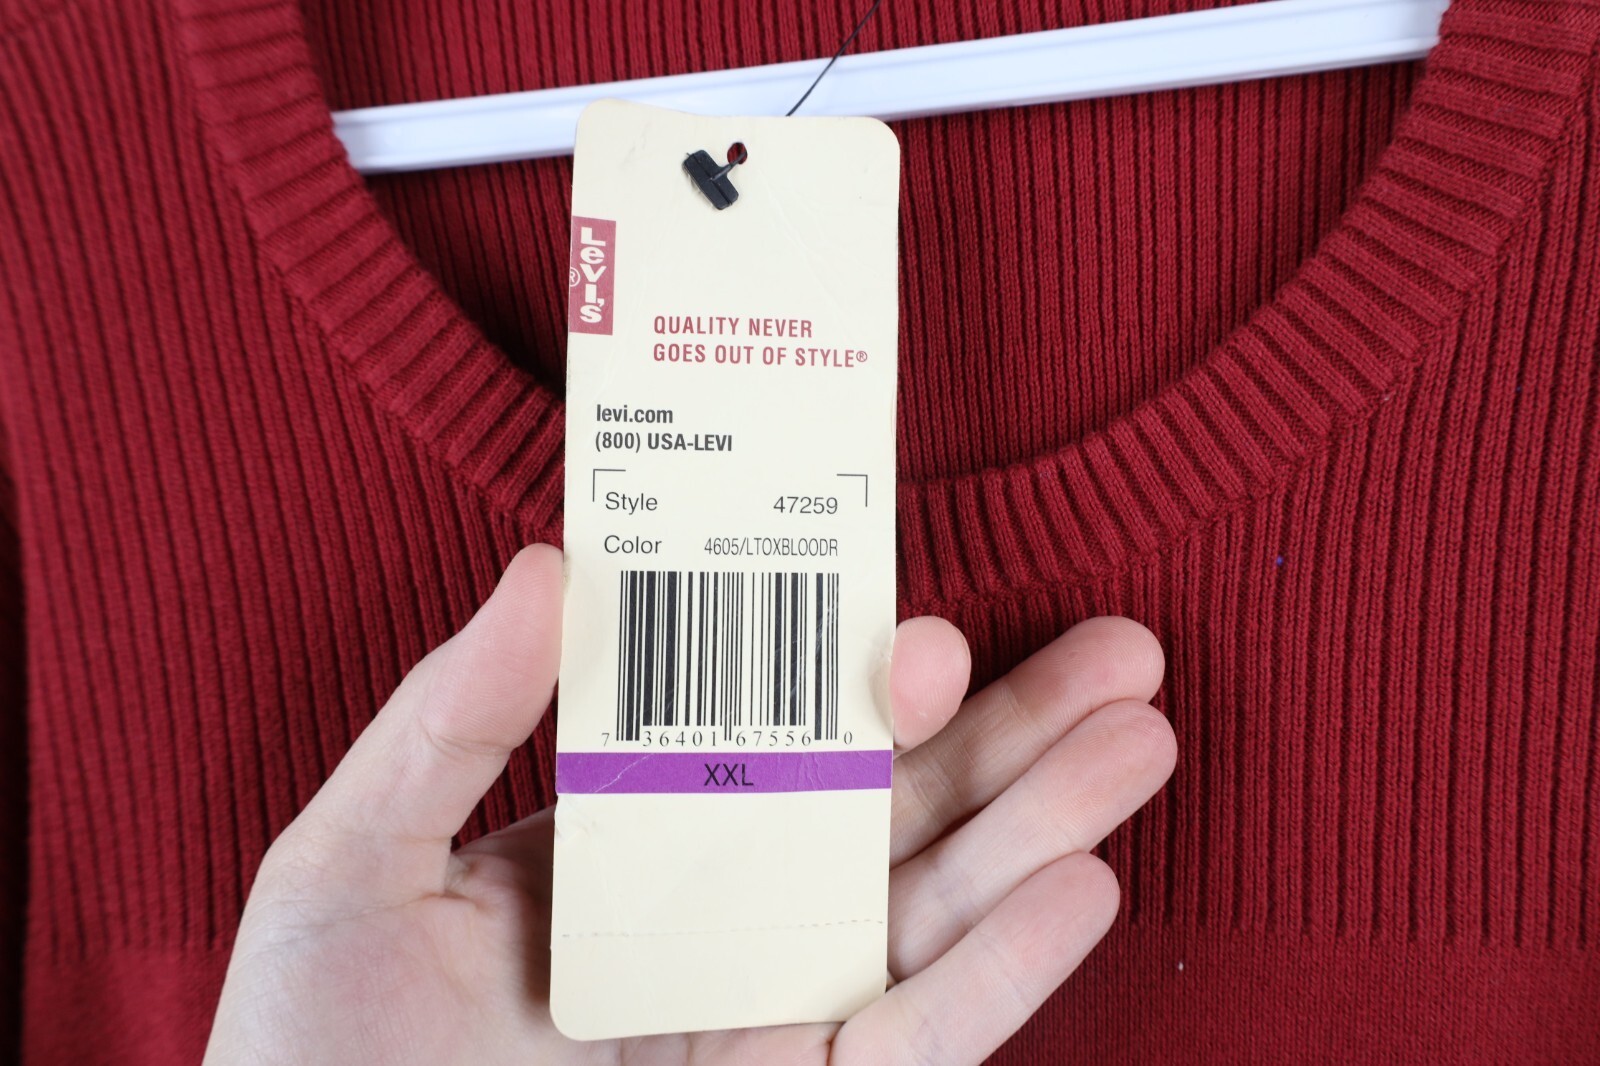 Levi's
®
QUALITY NEVER
GOES OUT OF STYLE®
levi.com
(800) USA-LEVI
Style 47259
Color 4605/LTOXBLOODR
7 36401 67556 0
XXL